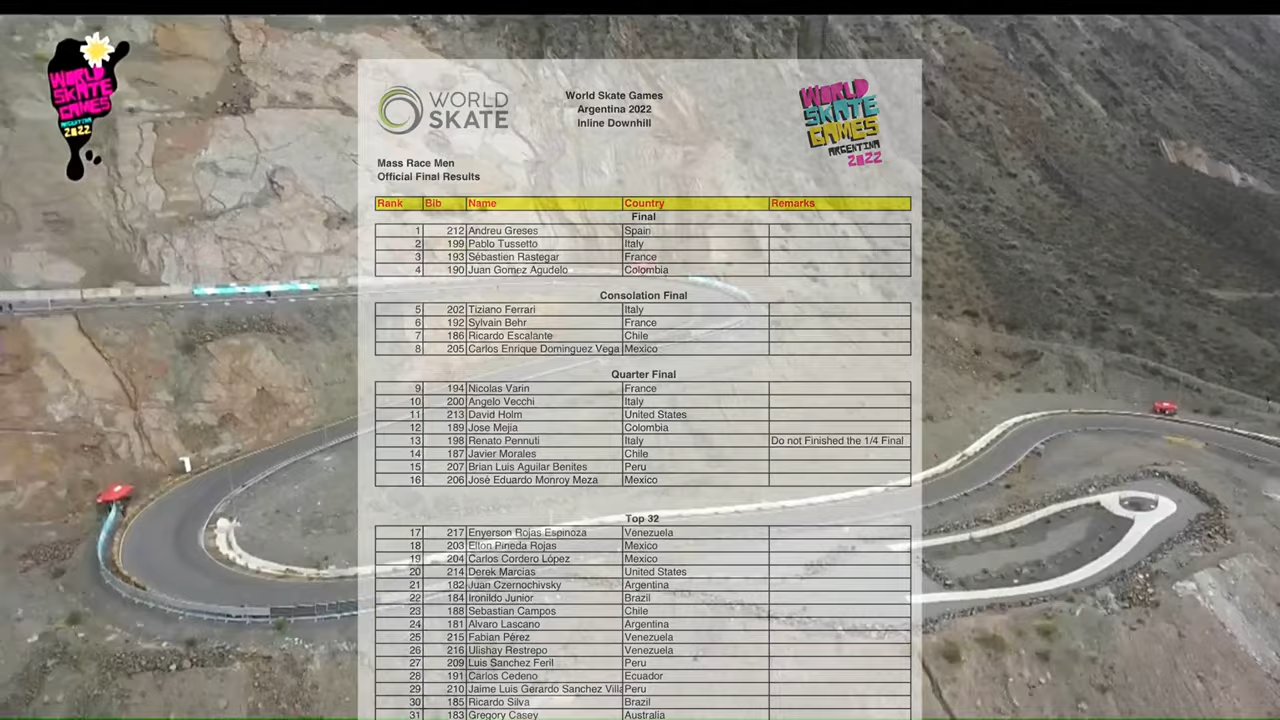 WORLD
SKATE
GAMES
ARGENTINA
2022
WORLD
SKATE
World Skate Games
Argentina 2022
Inline Downhill
WORLD
SKATE
GAMES
ARGENTINA
2022
Mass Race Men
Official Final Results
Rank Bib Name Country Remarks
Final
1 212 Andreu Greses Spain
2 199 Pablo Tussetto Italy
3 193 Sébastien Rastegar France
4 190 Juan Gomez Agudelo Colombia
Consolation Final
5 202 Tiziano Ferrari Italy
6 192 Sylvain Behr France
7 186 Ricardo Escalante Chile
8 205 Carlos Enrique Dominguez Vega Mexico
Quarter Final
9 194 Nicolas Varin France
10 200 Angelo Vecchi Italy
11 213 David Holm United States
12 189 Jose Mejia Colombia
13 198 Renato Pennuti Italy Do not Finished the 1/4 Final
14 187 Javier Morales Chile
15 207 Brian Luis Aguilar Benites Peru
16 206 José Eduardo Monroy Meza Mexico
Top 32
17 217 Enyerson Rojas Espinoza Venezuela
18 203 Elton Pineda Rojas Mexico
19 204 Carlos Cordero López Mexico
20 214 Derek Marcias United States
21 182 Juan Czernochivsky Argentina
22 184 Ironildo Junior Brazil
23 188 Sebastian Campos Chile
24 181 Alvaro Lascano Argentina
25 215 Fabian Pérez Venezuela
26 216 Ulishay Restrepo Venezuela
27 209 Luis Sanchez Feril Peru
28 191 Carlos Cedeno Ecuador
29 210 Jaime Luis Gerardo Sanchez Villa Peru
30 185 Ricardo Silva Brazil
31 183 Gregory Casey Australia